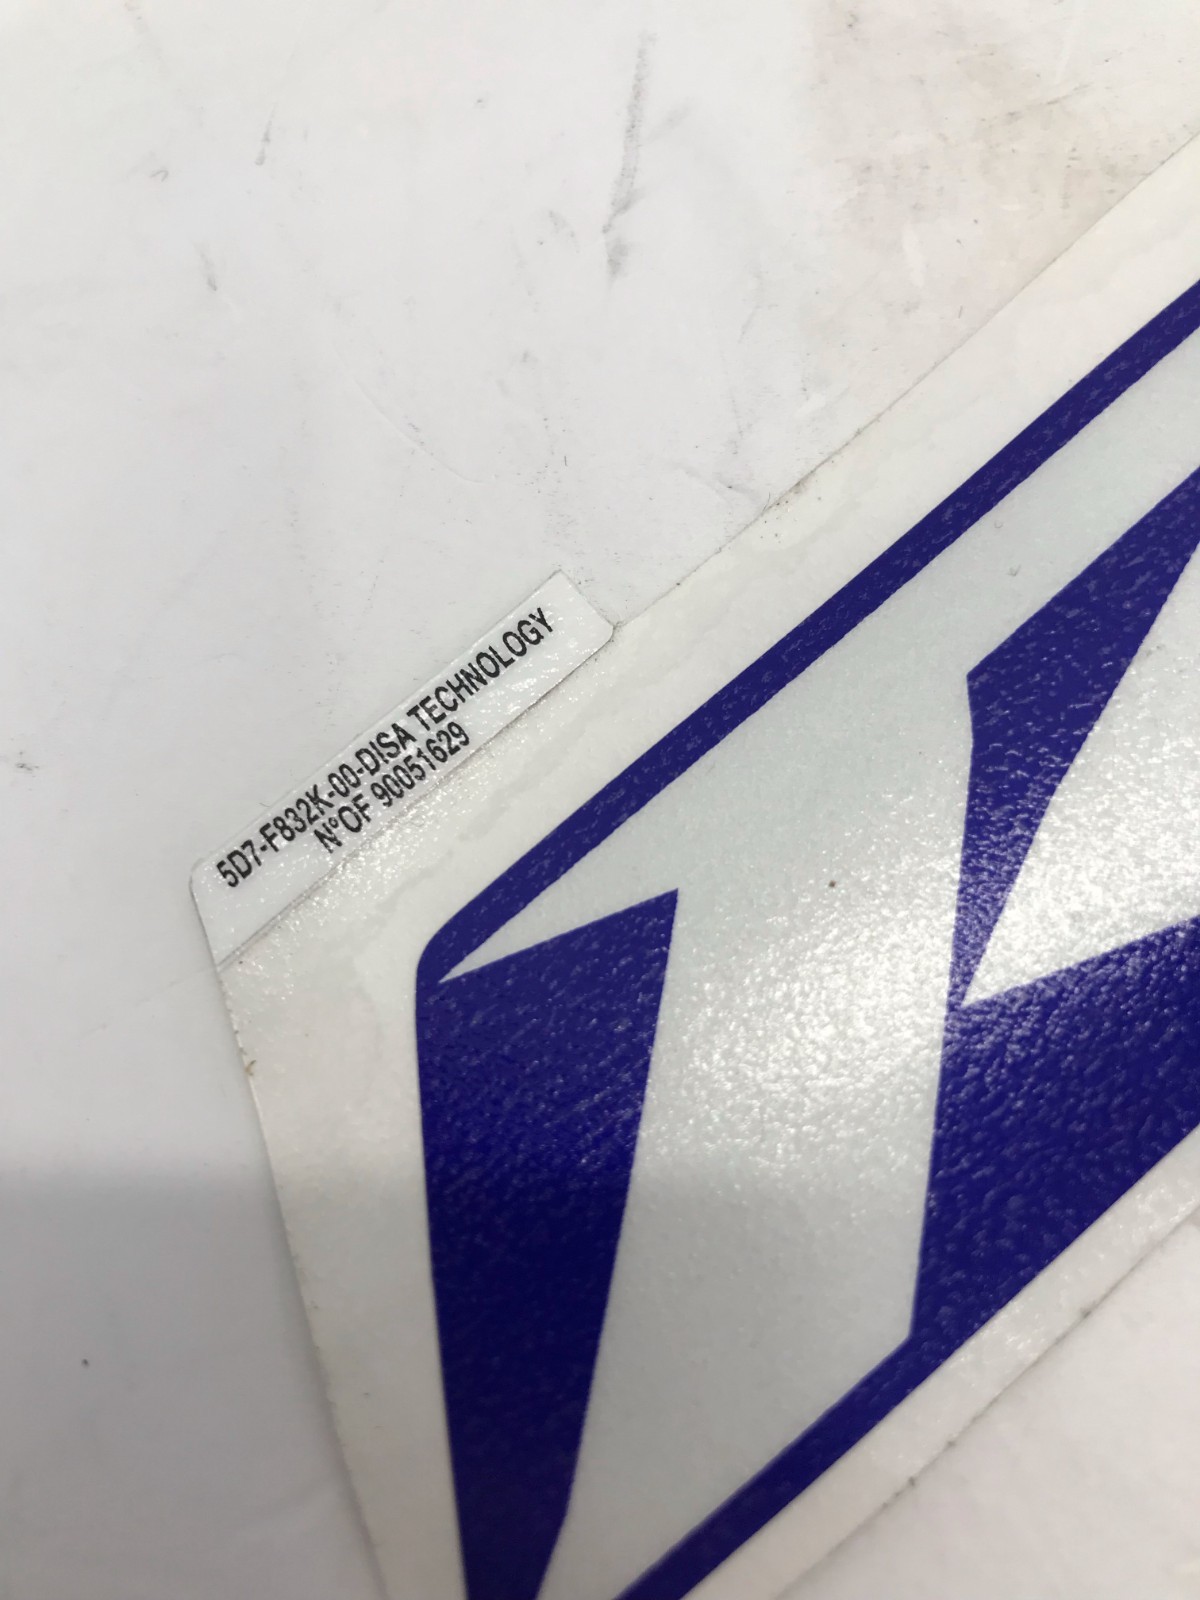 5D7-F832K-00-DISA TECHNOLOGY
N°OF 90051629